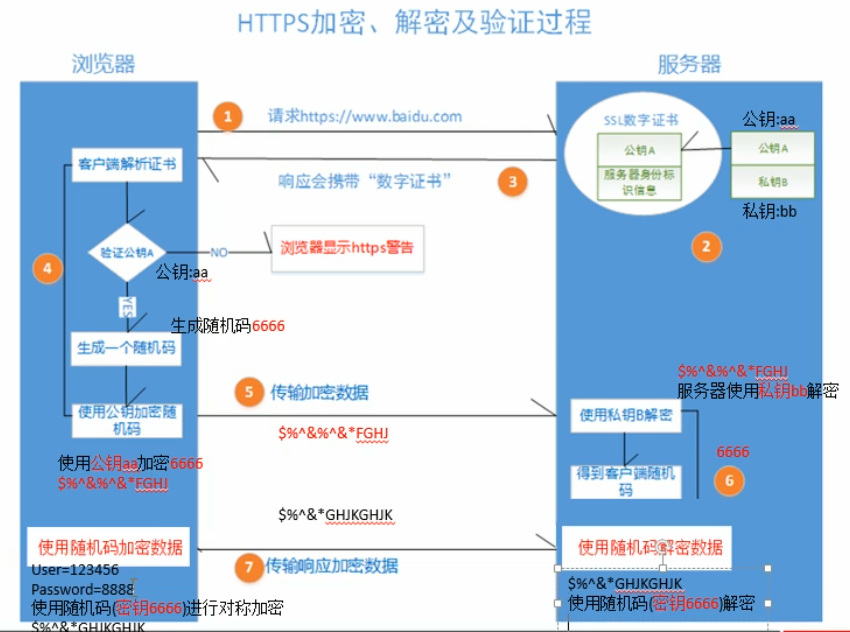 HTTPS加密、解密及验证过程
浏览器
服务器
1
请求https://www.baidu.com
SSL数字证书
公钥A
服务器身份标
识信息
公钥:aa
公钥A
私钥B
私钥:bb
2
响应会携带“数字证书”
3
客户端解析证书
4
验证公钥A
NO
浏览器显示https警告
公钥:aa
YES
生成随机码6666
生成一个随机码
使用公钥加密随
机码
5
传输加密数据
$%^&%^&*FGHJ
使用公钥aa加密6666
$%^&%^&*FGHJ
$%^&%^&*FGHJ
服务器使用私钥bb解密
使用私钥B解密
6666
得到客户端随机
码
6
$%^&*GHJKGHJK
使用随机码加密数据
7
传输响应加密数据
使用随机码解密数据
User=123456
Password=8888
使用随机码(密钥6666)进行对称加密
$%^&*GHJKGHJK
$%^&*GHJKGHJK
使用随机码(密钥6666)解密